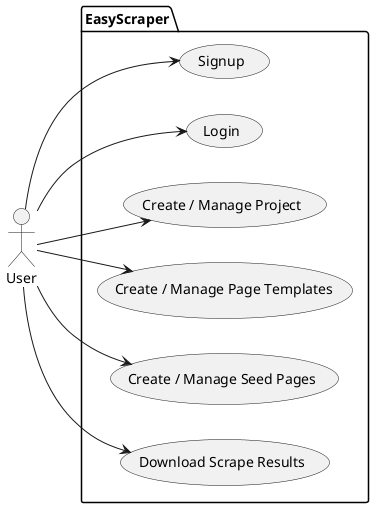 EasyScraper
Signup
Login
Create / Manage Project
User
Create / Manage Page Templates
Create / Manage Seed Pages
Download Scrape Results